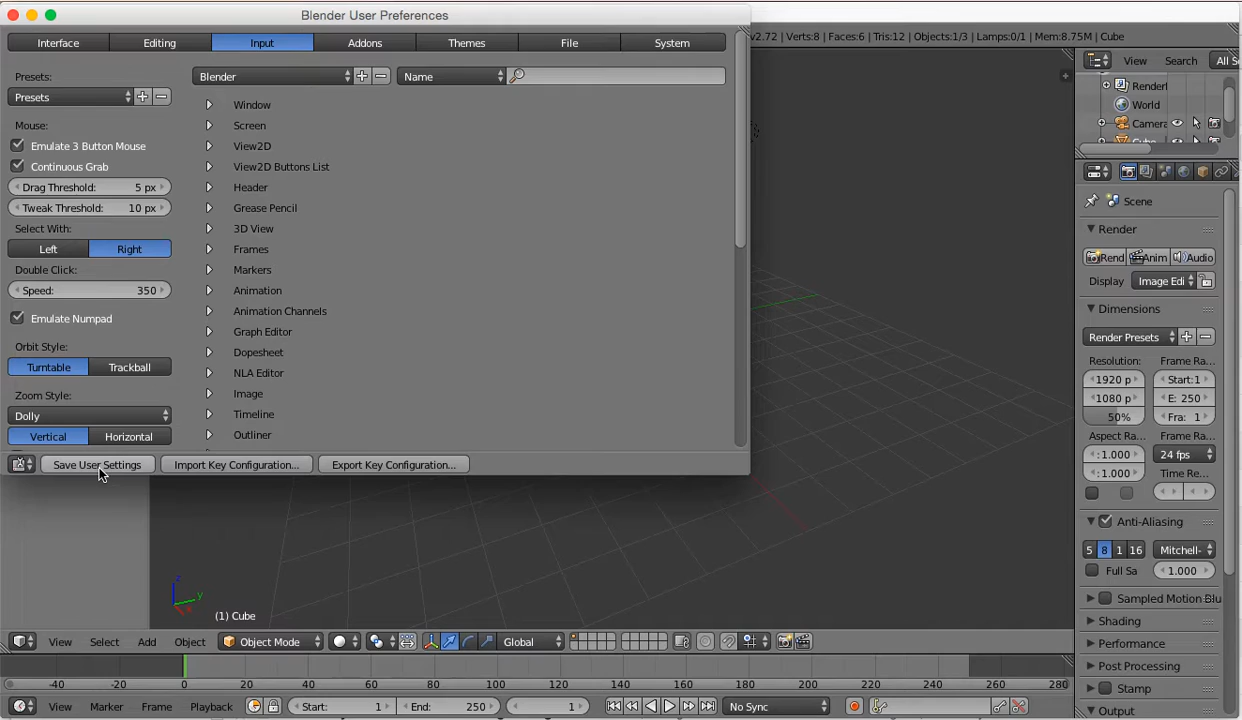 Blender User Preferences
Interface Editing Input Addons Themes File System
v2.72 | Verts:8 | Faces:6 | Tris:12 | Objects:1/3 | Lamps:0/1 | Mem:8.75M | Cube
View Search All S
Presets:
Blender Name
Presets
Mouse:
Emulate 3 Button Mouse
Continuous Grab
Drag Threshold: 5 px
Tweak Threshold: 10 px
Select With:
Left Right
Double Click:
Speed: 350
Emulate Numpad
Orbit Style:
Turntable Trackball
Zoom Style:
Dolly
Vertical Horizontal
Window
Screen
View2D
View2D Buttons List
Header
Grease Pencil
3D View
Frames
Markers
Animation
Animation Channels
Graph Editor
Dopesheet
NLA Editor
Image
Timeline
Outliner
Save User Settings Import Key Configuration... Export Key Configuration...
World
Camera
Scene
Render
Rend Anim Audio
Display Image Edi
Dimensions
Render Presets
Resolution: Frame Ra...
1920 p Start:1
1080 p E: 250
50% Fra: 1
Aspect Ra... Frame Ra...
:1.000 24 fps
:1.000 Time Re...
Anti-Aliasing
5 8 1 16 Mitchell-
Full Sa 1.000
Sampled Motion Blu
Shading
Performance
Post Processing
Stamp
Output
z
y
x
(1) Cube
View Select Add Object Object Mode Global
-40 -20 0 20 40 60 80 100 120 140 160 180 200 220 240 260 280
View Marker Frame Playback Start: 1 End: 250 1 No Sync